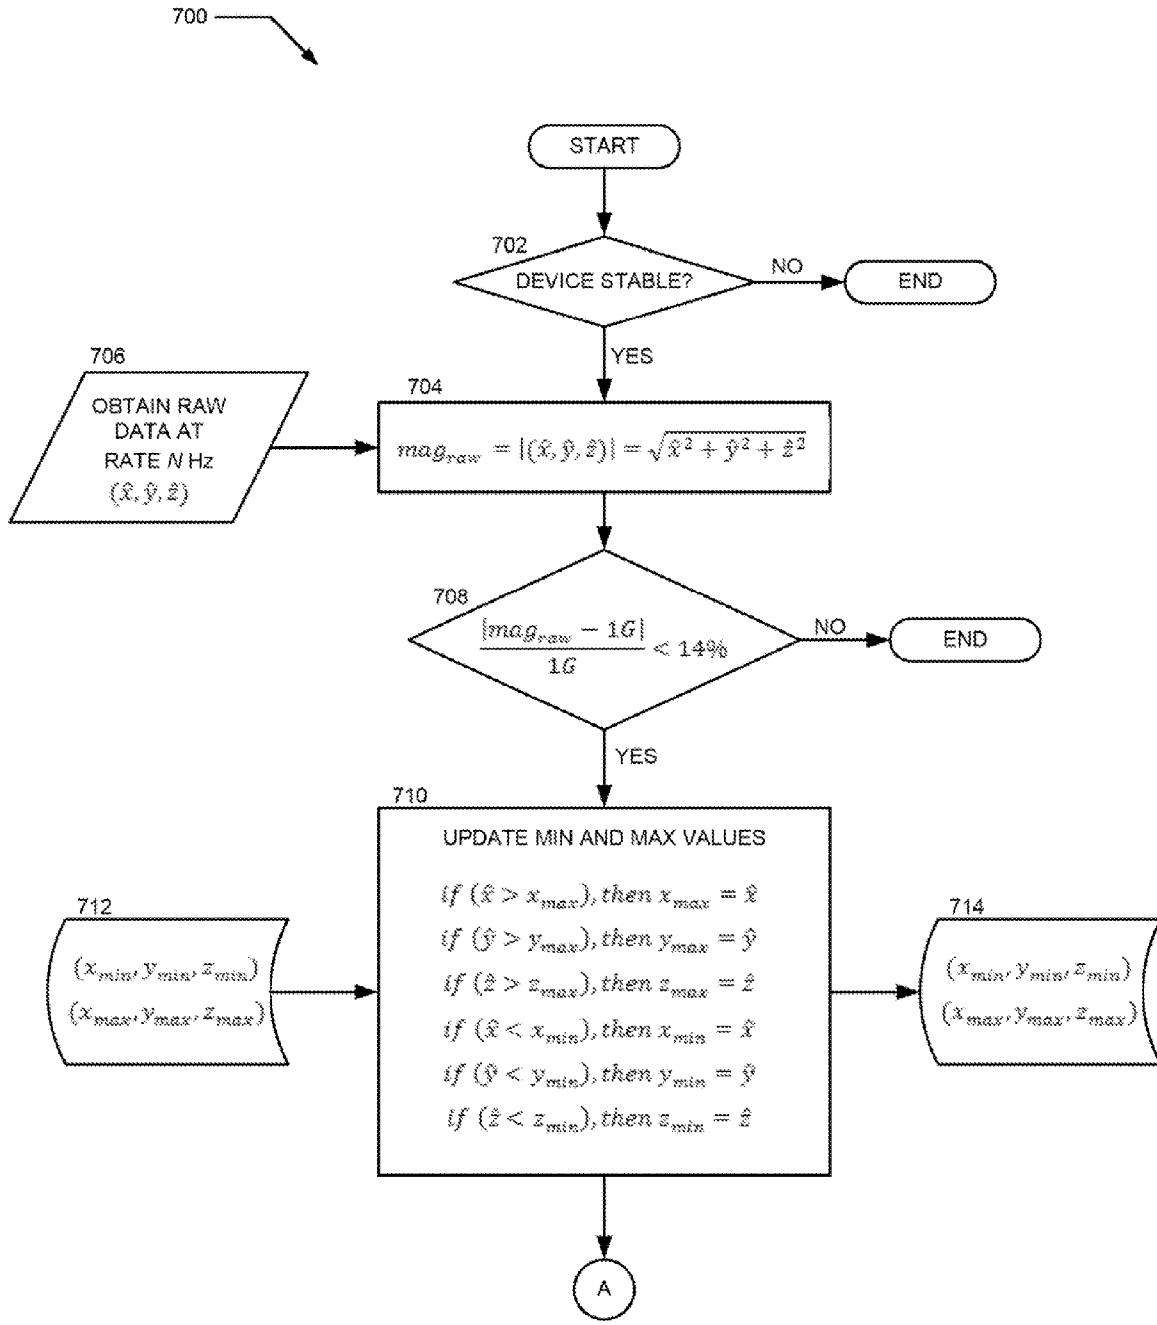 700
START
702
DEVICE STABLE?
NO
END
YES
706
OBTAIN RAW
DATA AT
RATE N Hz
(x̂, ŷ, ẑ)
704
mag_raw = |(x̂, ŷ, ẑ)| = √(x̂² + ŷ² + ẑ²)
708
|mag_raw − 1G|
1G
< 14%
NO
END
YES
710
UPDATE MIN AND MAX VALUES
if (x̂ > x_max), then x_max = x̂
if (ŷ > y_max), then y_max = ŷ
if (ẑ > z_max), then z_max = ẑ
if (x̂ < x_min), then x_min = x̂
if (ŷ < y_min), then y_min = ŷ
if (ẑ < z_min), then z_min = ẑ
712
(x_min, y_min, z_min)
(x_max, y_max, z_max)
714
(x_min, y_min, z_min)
(x_max, y_max, z_max)
A